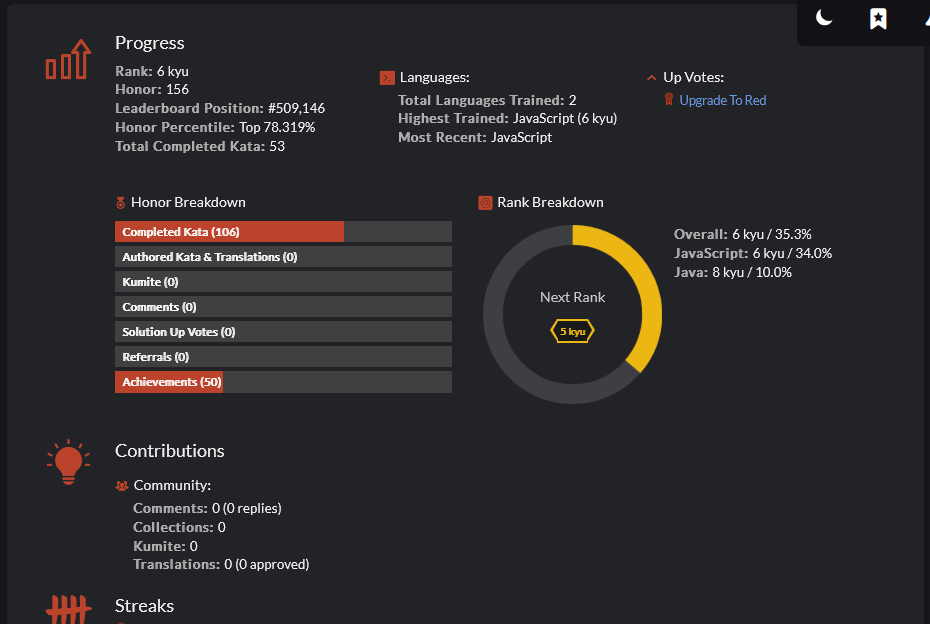 Progress
Rank: 6 kyu
Honor: 156
Leaderboard Position: #509,146
Honor Percentile: Top 78.319%
Total Completed Kata: 53
Languages:
Total Languages Trained: 2
Highest Trained: JavaScript (6 kyu)
Most Recent: JavaScript
Up Votes:
Upgrade To Red
Honor Breakdown
Completed Kata (106)
Authored Kata & Translations (0)
Kumite (0)
Comments (0)
Solution Up Votes (0)
Referrals (0)
Achievements (50)
Rank Breakdown
Next Rank
5 kyu
Overall: 6 kyu / 35.3%
JavaScript: 6 kyu / 34.0%
Java: 8 kyu / 10.0%
Contributions
Community:
Comments: 0 (0 replies)
Collections: 0
Kumite: 0
Translations: 0 (0 approved)
Streaks